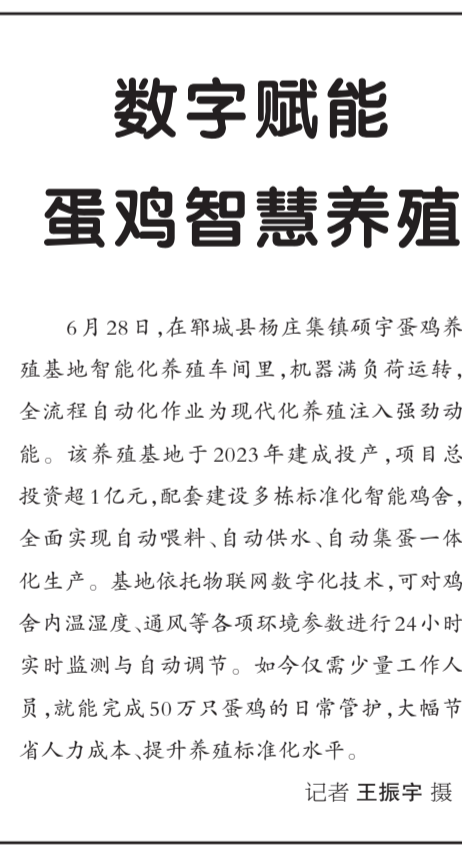 数字赋能
蛋鸡智慧养殖
6月28日,在郓城县杨庄集镇硕宇蛋鸡养
殖基地智能化养殖车间里,机器满负荷运转,
全流程自动化作业为现代化养殖注入强劲动
能。该养殖基地于2023年建成投产,项目总
投资超1亿元,配套建设多栋标准化智能鸡舍,
全面实现自动喂料、自动供水、自动集蛋一体
化生产。基地依托物联网数字化技术,可对鸡
舍内温湿度、通风等各项环境参数进行24小时
实时监测与自动调节。如今仅需少量工作人
员,就能完成50万只蛋鸡的日常管护,大幅节
省人力成本、提升养殖标准化水平。
记者 王振宇 摄